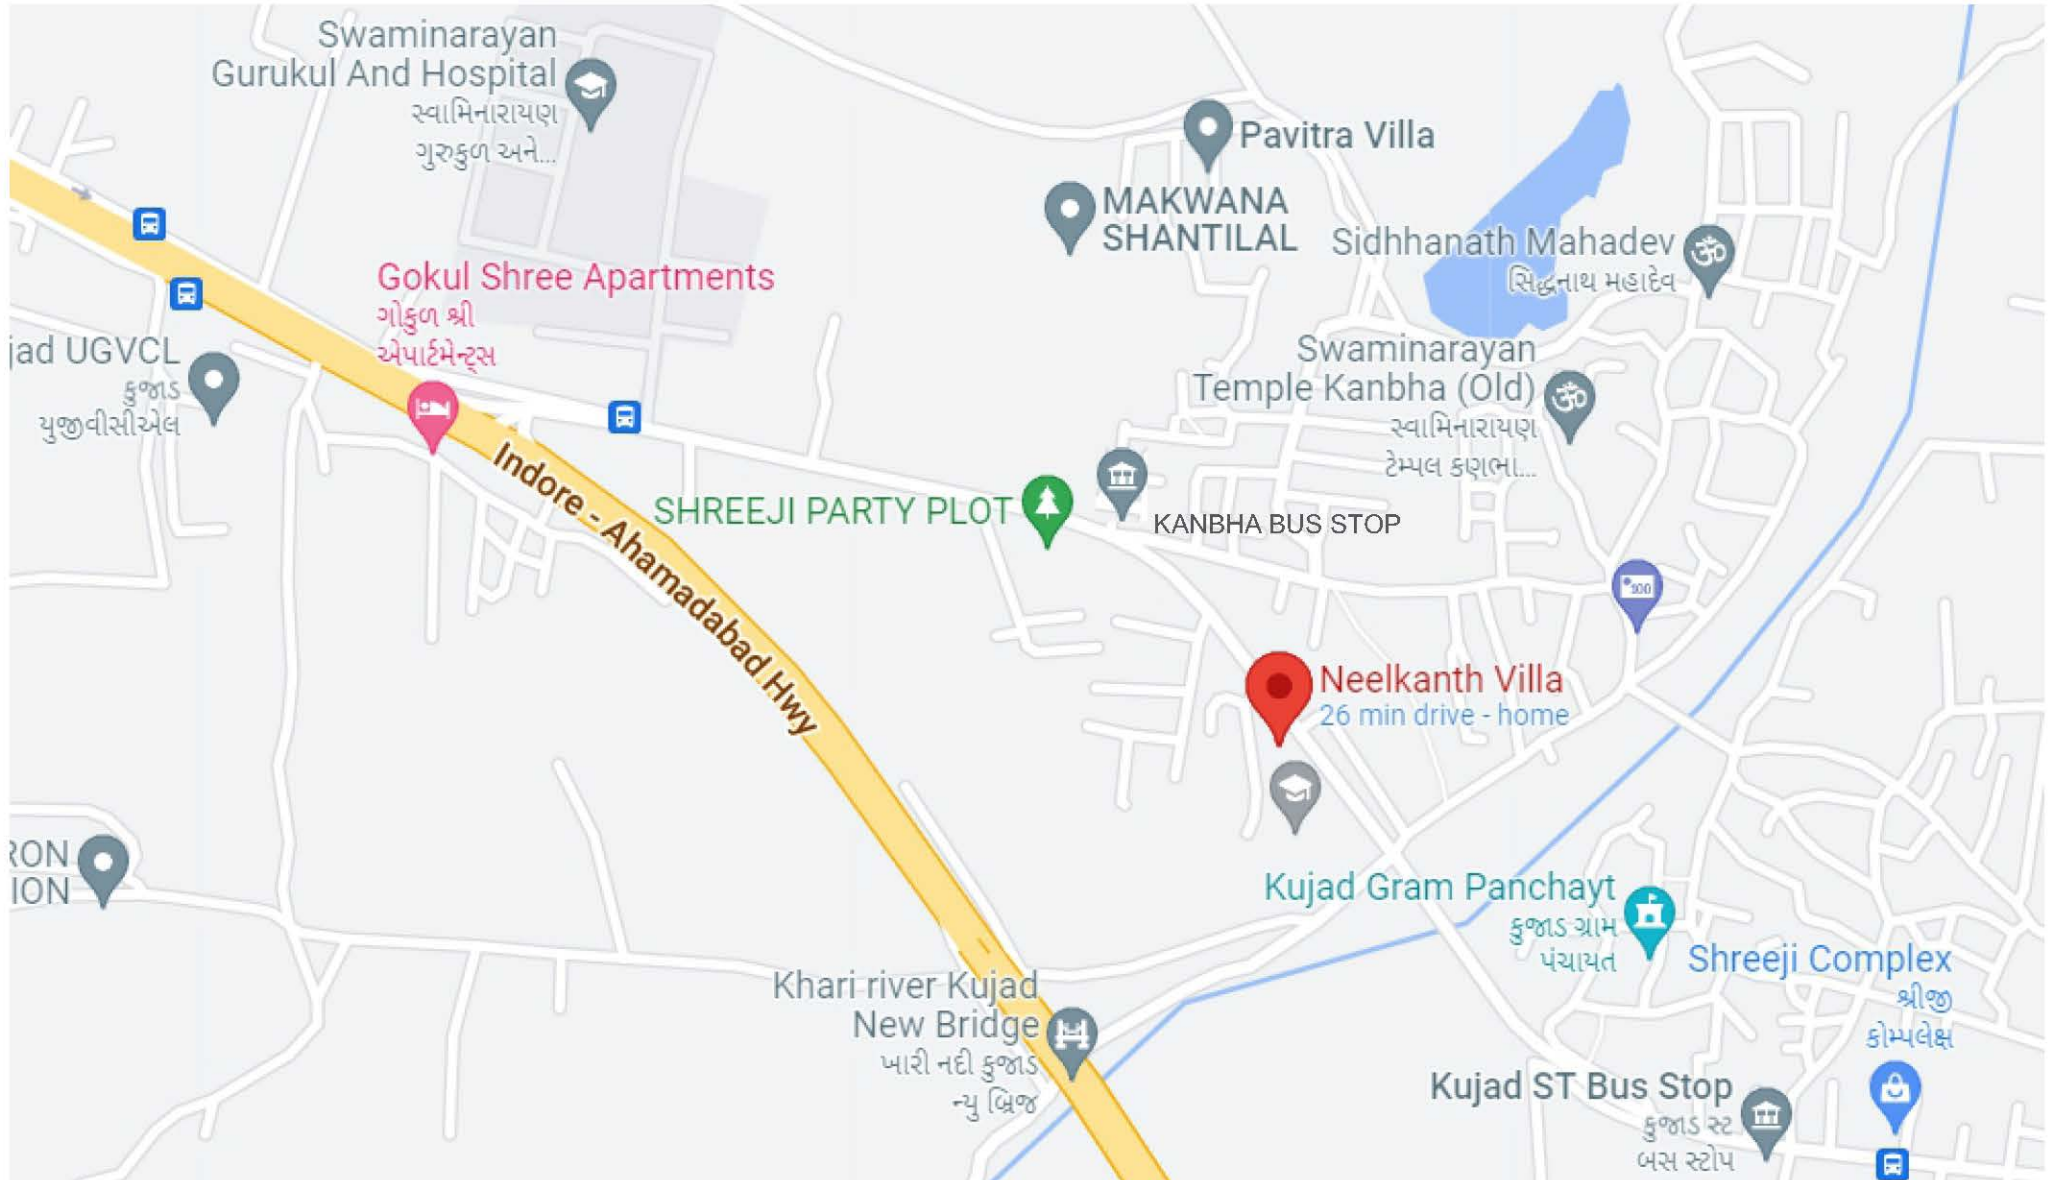 Swaminarayan
Gurukul And Hospital
સ્વામિનારાયણ
ગુરુકુળ અને...
Pavitra Villa
MAKWANA
SHANTILAL
Sidhhanath Mahadev
સિદ્ધનાથ મહાદેવ
Gokul Shree Apartments
ગોકુળ શ્રી
એપાર્ટમેન્ટ્સ
jad UGVCL
કુજાડ
યુજીવીસીએલ
Swaminarayan
Temple Kanbha (Old)
સ્વામિનારાયણ
ટેમ્પલ કણભા...
Indore - Ahamadabad Hwy
SHREEJI PARTY PLOT
KANBHA BUS STOP
100
Neelkanth Villa
26 min drive - home
RON
ION
Kujad Gram Panchayt
કુજાડ ગ્રામ
પંચાયત
Shreeji Complex
શ્રીજી
કોમ્પલેક્ષ
Khari river Kujad
New Bridge
ખારી નદી કુજાડ
ન્યુ બ્રિજ
Kujad ST Bus Stop
કુજાડ સ્ટ
બસ સ્ટોપ